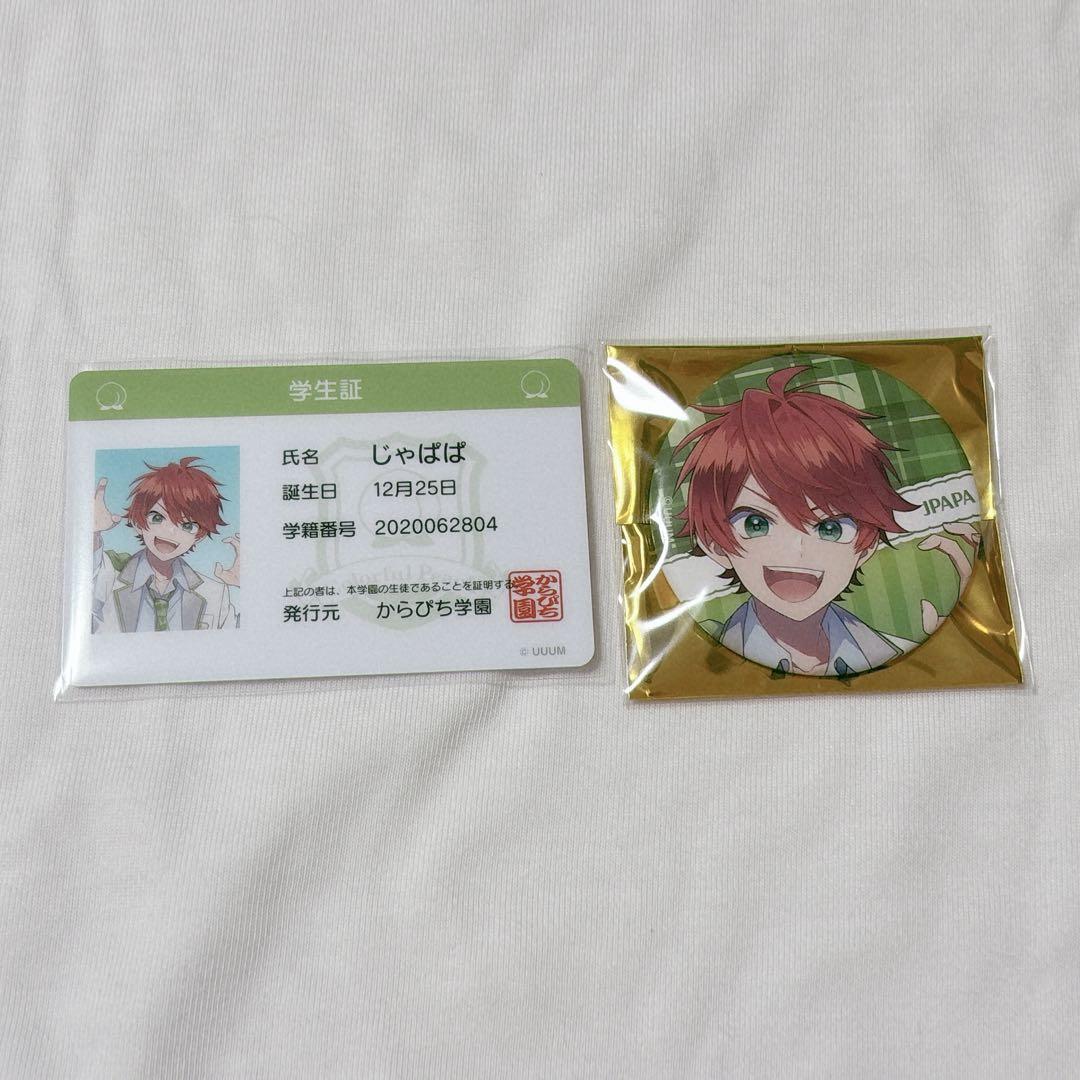 学生証
氏名 じゃぱぱ
誕生日 12月25日
学籍番号 2020062804
上記の者は、本学園の生徒であることを証明する
発行元 からぴち学園
からぴち
学園
© UUUM
JPAPA